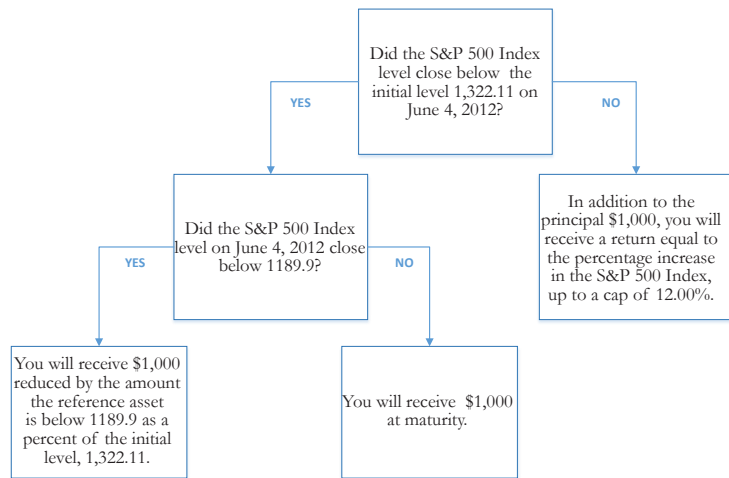 Did the S&P 500 Index
level close below the
initial level 1,322.11 on
June 4, 2012?
YES
NO
Did the S&P 500 Index
level on June 4, 2012 close
below 1189.9?
In addition to the
principal $1,000, you will
receive a return equal to
the percentage increase
in the S&P 500 Index,
up to a cap of 12.00%.
YES
NO
You will receive $1,000
reduced by the amount
the reference asset
is below 1189.9 as a
percent of the initial
level, 1,322.11.
You will receive $1,000
at maturity.